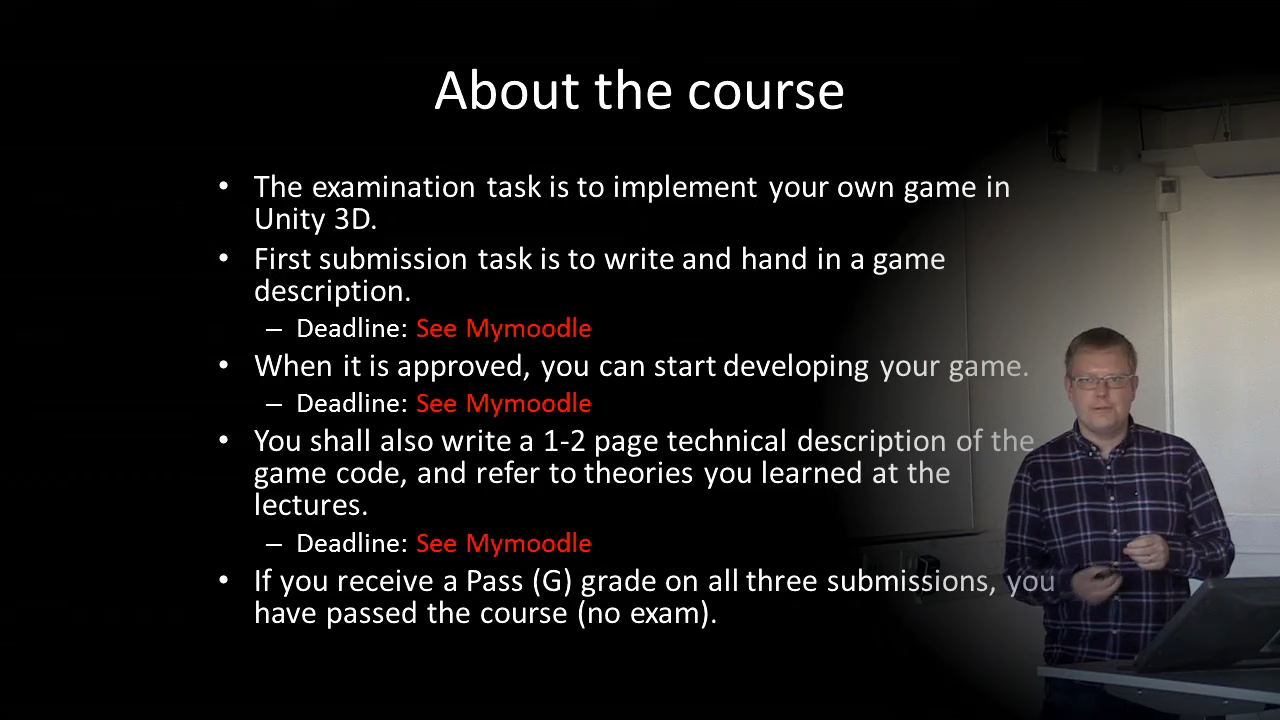 About the course
• The examination task is to implement your own game in
Unity 3D.
• First submission task is to write and hand in a game
description.
– Deadline: See Mymoodle
• When it is approved, you can start developing your game.
– Deadline: See Mymoodle
• You shall also write a 1-2 page technical description of the
game code, and refer to theories you learned at the
lectures.
– Deadline: See Mymoodle
• If you receive a Pass (G) grade on all three submissions, you
have passed the course (no exam).